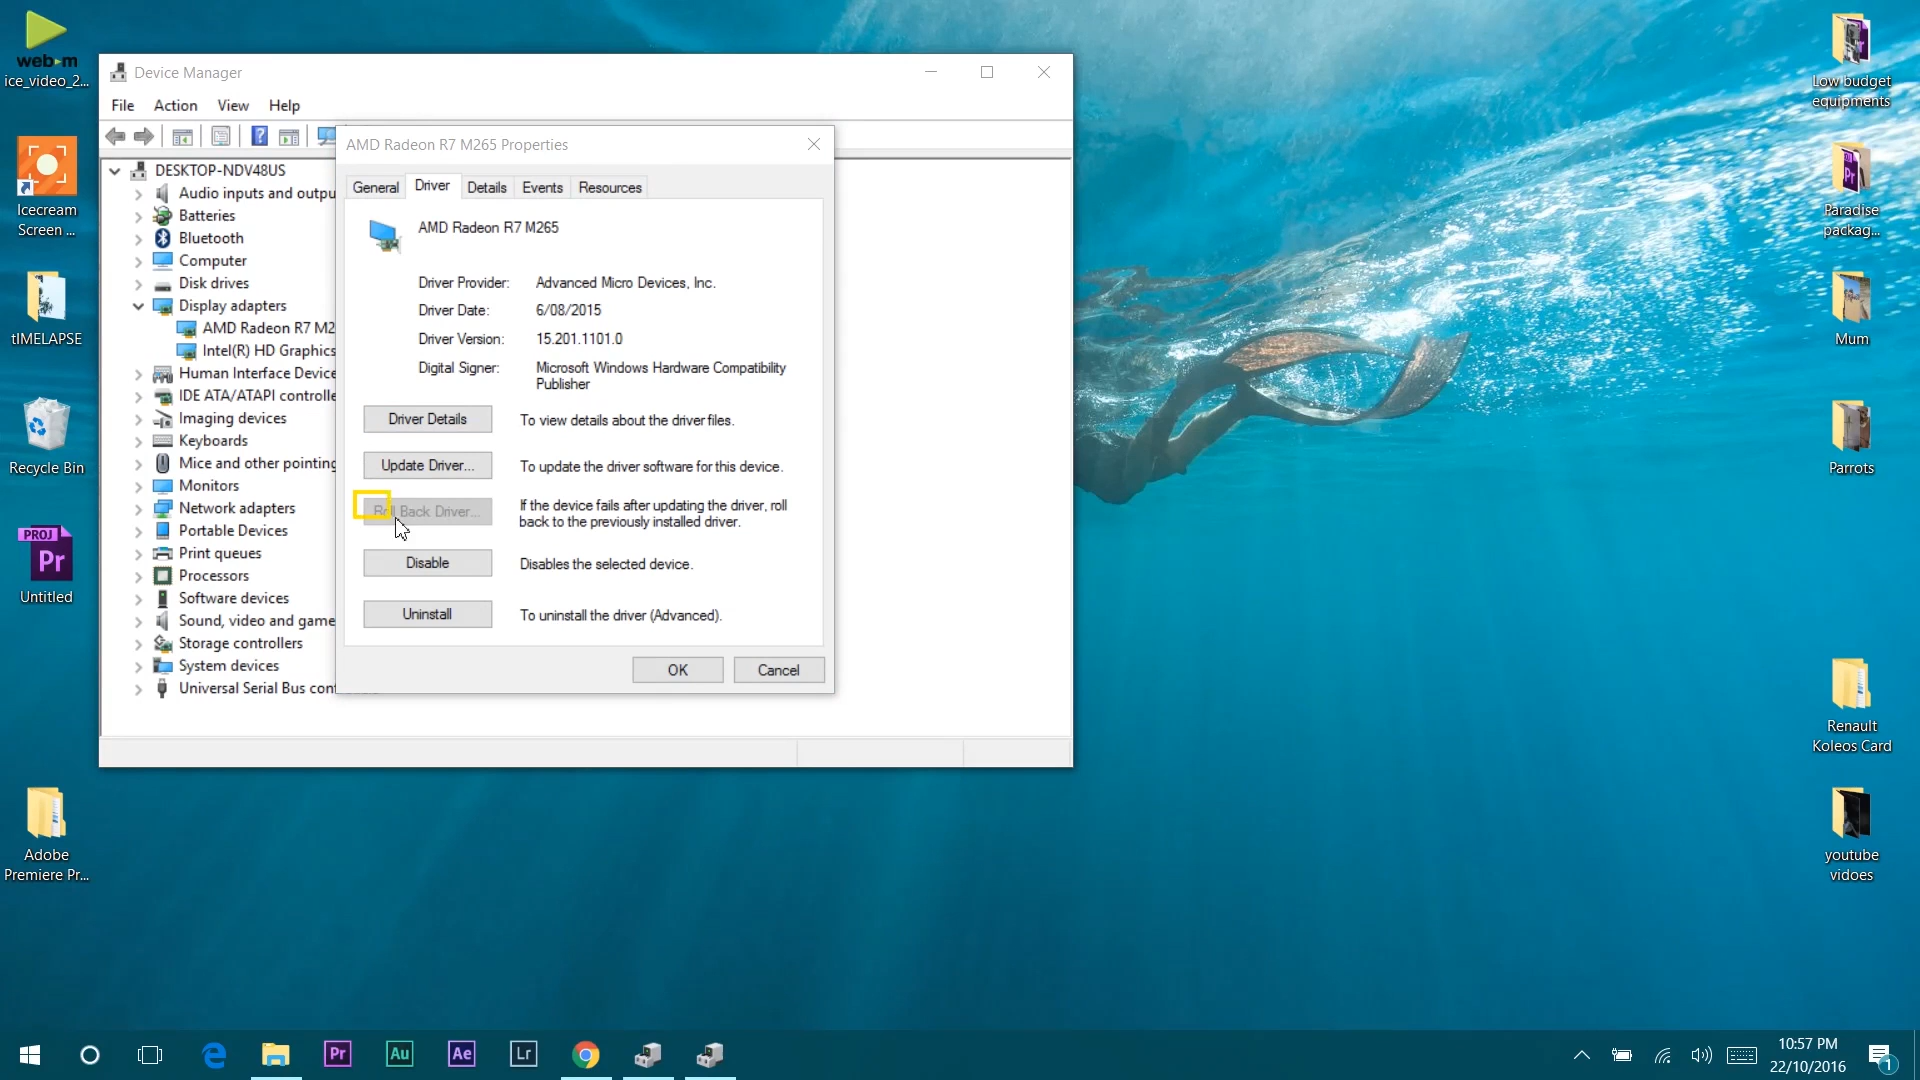 web m
ice_video_2...
Icecream
Screen ...
tIMELAPSE
Recycle Bin
PROJ
Pr
Untitled
Adobe
Premiere Pr...
Device Manager
File Action View Help
DESKTOP-NDV48US
Audio inputs and outpu
Batteries
Bluetooth
Computer
Disk drives
Display adapters
AMD Radeon R7 M2
Intel(R) HD Graphics
Human Interface Device
IDE ATA/ATAPI controlle
Imaging devices
Keyboards
Mice and other pointing
Monitors
Network adapters
Portable Devices
Print queues
Processors
Software devices
Sound, video and game
Storage controllers
System devices
Universal Serial Bus con
AMD Radeon R7 M265 Properties
General Driver Details Events Resources
AMD Radeon R7 M265
Driver Provider: Advanced Micro Devices, Inc.
Driver Date: 6/08/2015
Driver Version: 15.201.1101.0
Digital Signer: Microsoft Windows Hardware Compatibility
Publisher
Driver Details To view details about the driver files.
Update Driver... To update the driver software for this device.
Roll Back Driver... If the device fails after updating the driver, roll
back to the previously installed driver.
Disable Disables the selected device.
Uninstall To uninstall the driver (Advanced).
OK Cancel
Low budget
equipments
Pr
Paradise
packag...
Mum
Parrots
Renault
Koleos Card
youtube
vidoes
Pr Au Ae Lr
10:57 PM
22/10/2016
1